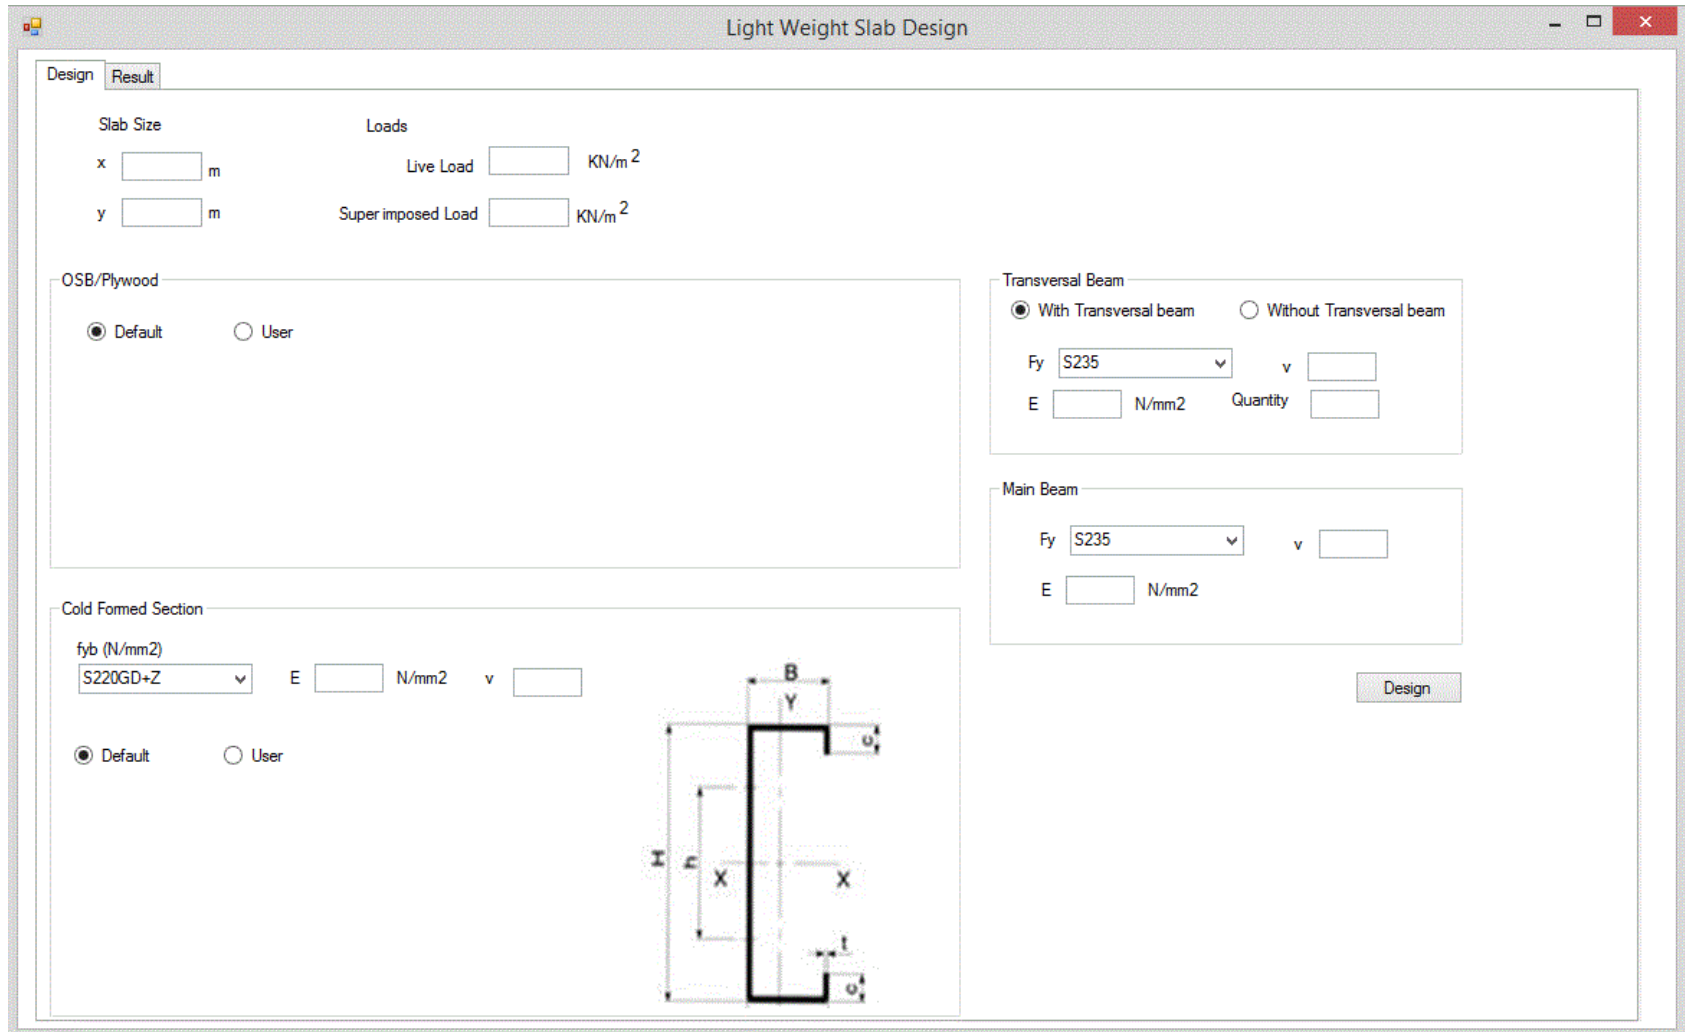 Light Weight Slab Design
Design Result
Slab Size Loads
x m Live Load KN/m 2
y m Super imposed Load KN/m 2
OSB/Plywood
Default User
Transversal Beam
With Transversal beam Without Transversal beam
Fy S235 v
E N/mm2 Quantity
Main Beam
Fy S235 v
E N/mm2
Cold Formed Section
fyb (N/mm2)
S220GD+Z E N/mm2 v
Default User
B
Y
c
H h
X X
t
c
Design